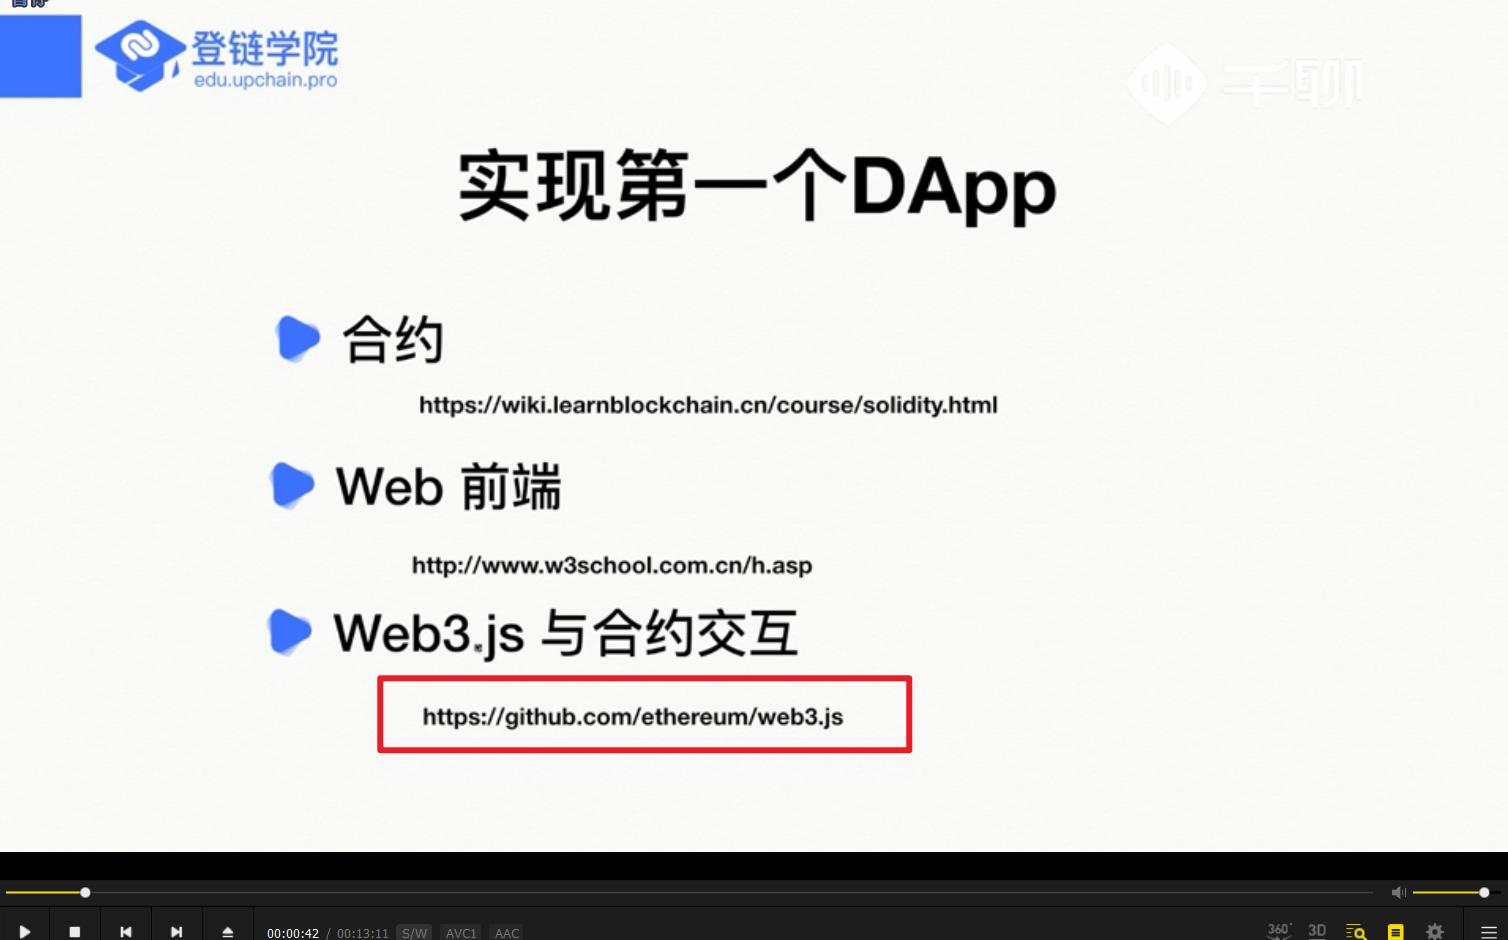 暂停
登链学院
edu.upchain.pro
千聊
实现第一个DApp
合约
https://wiki.learnblockchain.cn/course/solidity.html
Web 前端
http://www.w3school.com.cn/h.asp
Web3.js 与合约交互
https://github.com/ethereum/web3.js
00:00:42 / 00:13:11 S/W AVC1 AAC
360° 3D